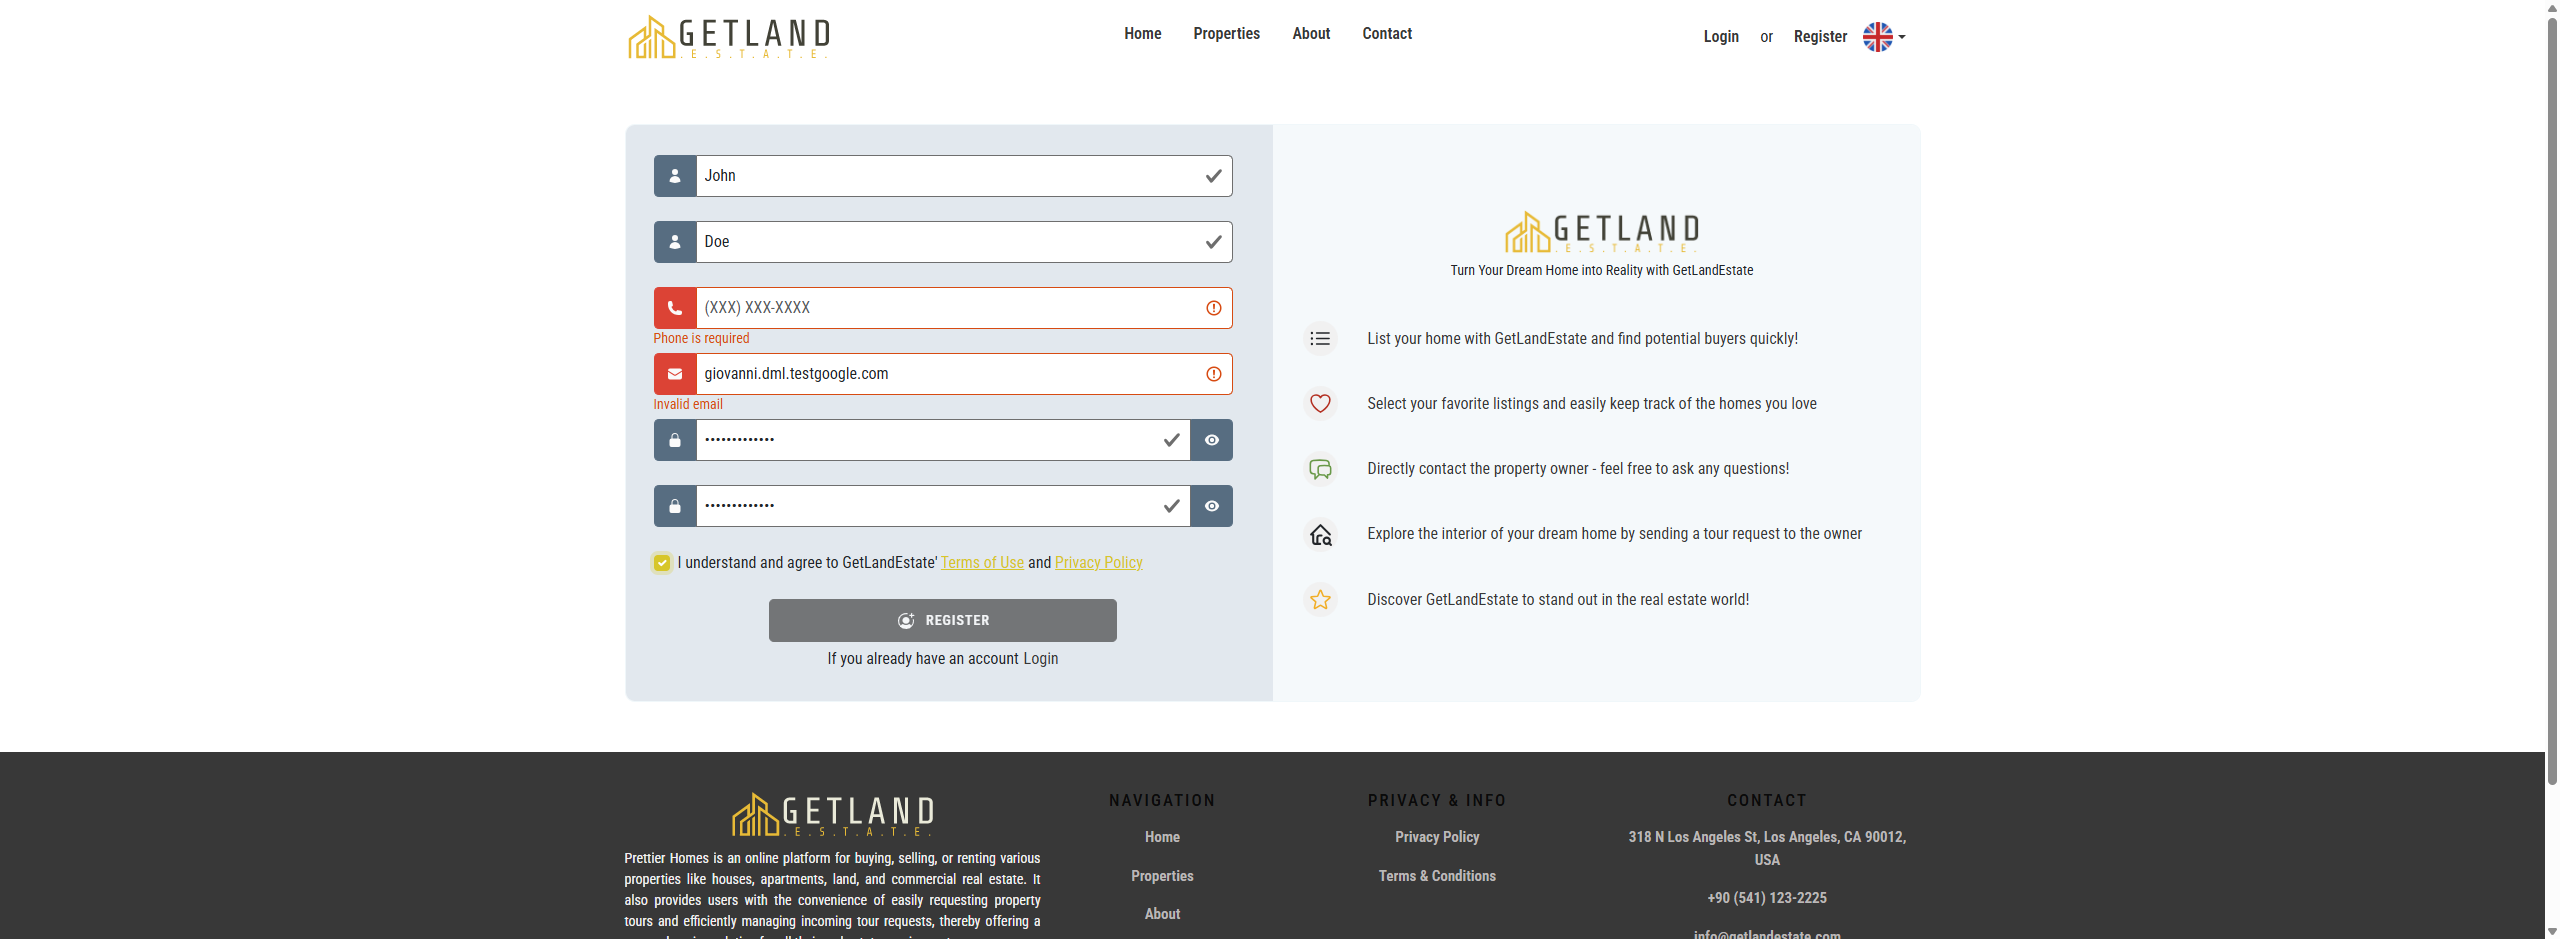 GETLAND
.E.S.T.A.T.E.
Home Properties About Contact
Login or Register
John
Doe
(XXX) XXX-XXXX
Phone is required
giovanni.dml.testgoogle.com
Invalid email
•••••••••••••
•••••••••••••
I understand and agree to GetLandEstate' Terms of Use and Privacy Policy
REGISTER
If you already have an account Login
GETLAND
.E.S.T.A.T.E.
Turn Your Dream Home into Reality with GetLandEstate
List your home with GetLandEstate and find potential buyers quickly!
Select your favorite listings and easily keep track of the homes you love
Directly contact the property owner - feel free to ask any questions!
Explore the interior of your dream home by sending a tour request to the owner
Discover GetLandEstate to stand out in the real estate world!
GETLAND
.E.S.T.A.T.E.
Prettier Homes is an online platform for buying, selling, or renting various
properties like houses, apartments, land, and commercial real estate. It
also provides users with the convenience of easily requesting property
tours and efficiently managing incoming tour requests, thereby offering a
NAVIGATION
Home
Properties
About
PRIVACY & INFO
Privacy Policy
Terms & Conditions
CONTACT
318 N Los Angeles St, Los Angeles, CA 90012,
USA
+90 (541) 123-2225
info@getlandestate.com